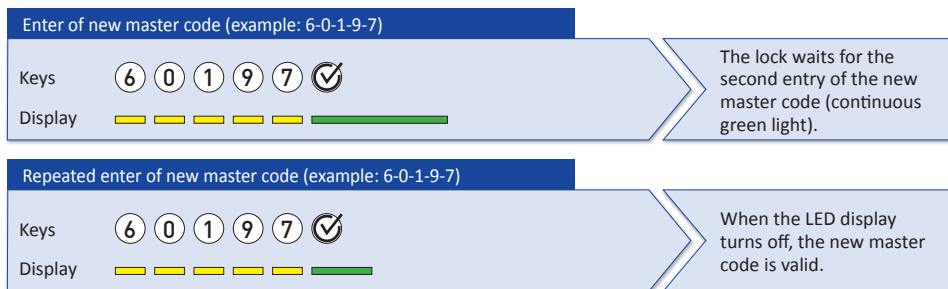 Enter of new master code (example: 6-0-1-9-7)
Keys 6 0 1 9 7
Display
The lock waits for the
second entry of the new
master code (continuous
green light).
Repeated enter of new master code (example: 6-0-1-9-7)
Keys 6 0 1 9 7
Display
When the LED display
turns off, the new master
code is valid.